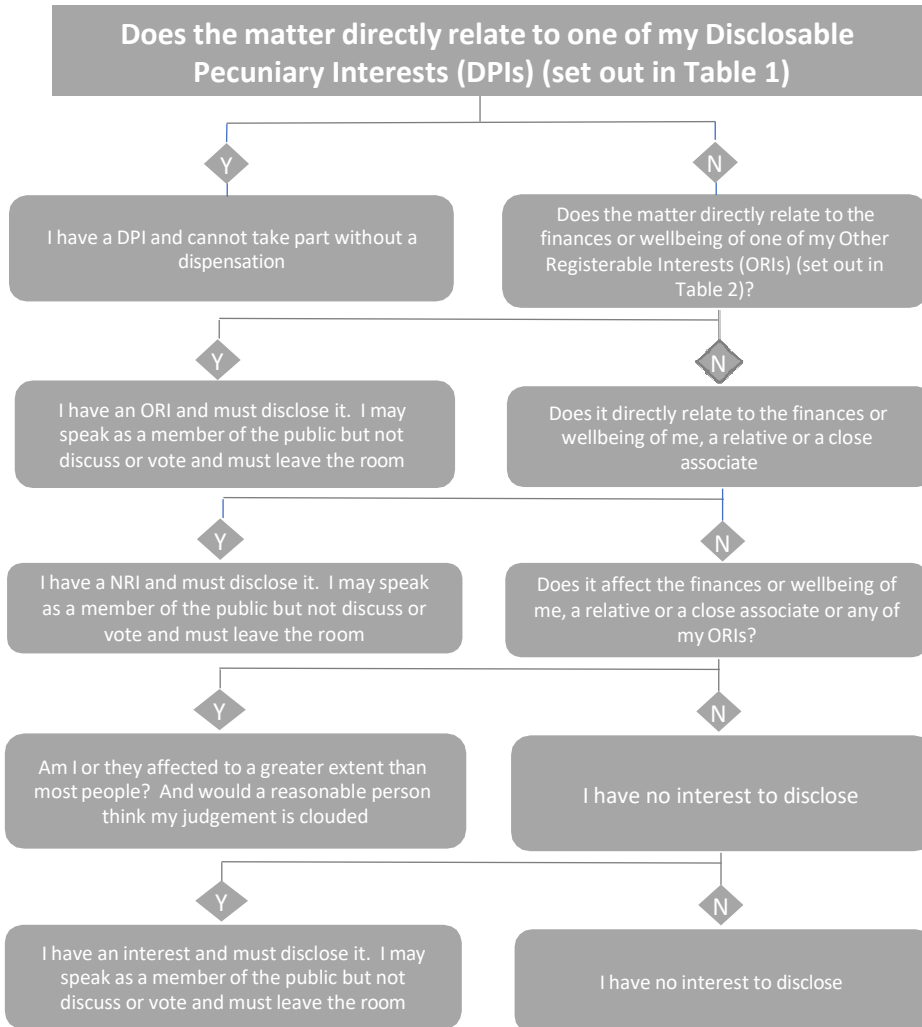 Does the matter directly relate to one of my Disclosable
Pecuniary Interests (DPIs) (set out in Table 1)
Y
N
I have a DPI and cannot take part without a
dispensation
Does the matter directly relate to the
finances or wellbeing of one of my Other
Registerable Interests (ORIs) (set out in
Table 2)?
Y
N
I have an ORI and must disclose it. I may
speak as a member of the public but not
discuss or vote and must leave the room
Does it directly relate to the finances or
wellbeing of me, a relative or a close
associate
Y
N
I have a NRI and must disclose it. I may speak
as a member of the public but not discuss or
vote and must leave the room
Does it affect the finances or wellbeing of
me, a relative or a close associate or any of
my ORIs?
Y
N
Am I or they affected to a greater extent than
most people? And would a reasonable person
think my judgement is clouded
I have no interest to disclose
Y
N
I have an interest and must disclose it. I may
speak as a member of the public but not
discuss or vote and must leave the room
I have no interest to disclose